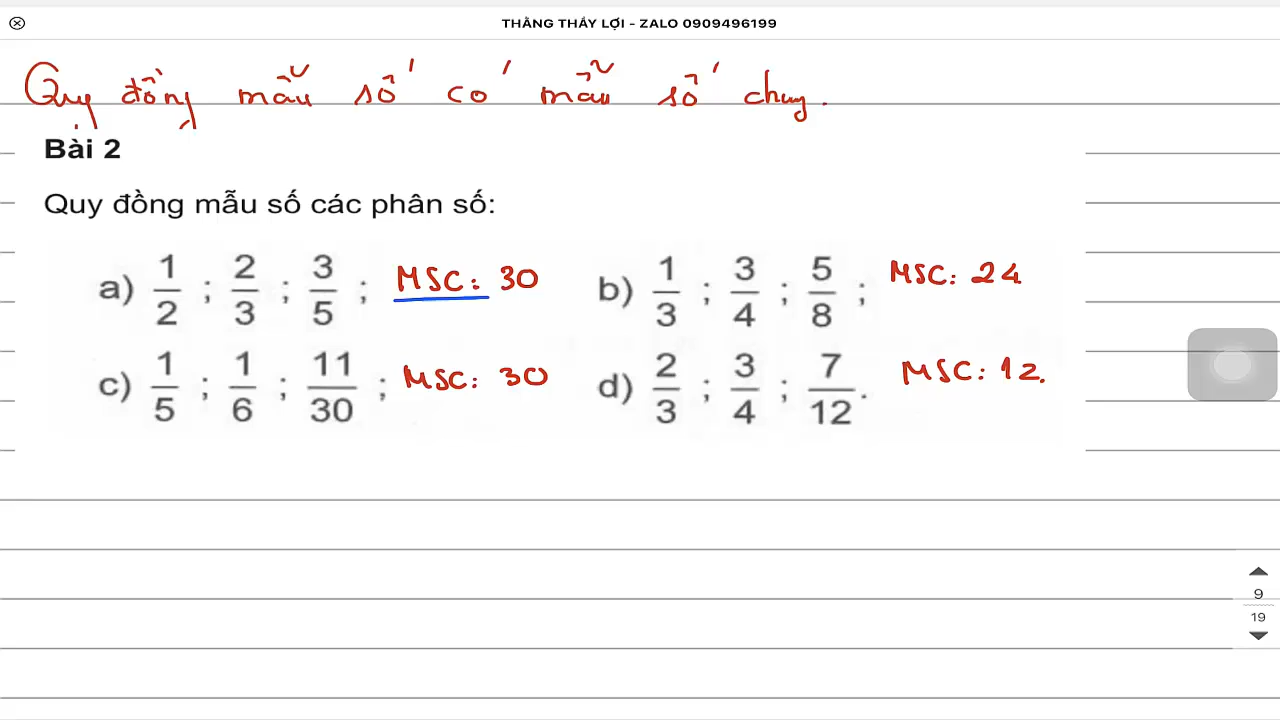 THẰNG THẦY LỢI - ZALO 0909496199
Quy đồng mẫu số có mẫu số chung.
Bài 2
Quy đồng mẫu số các phân số:
a) 1/2 ; 2/3 ; 3/5 ; MSC: 30 b) 1/3 ; 3/4 ; 5/8 ; MSC: 24
c) 1/5 ; 1/6 ; 11/30 ; MSC: 30 d) 2/3 ; 3/4 ; 7/12. MSC: 12.
9
19